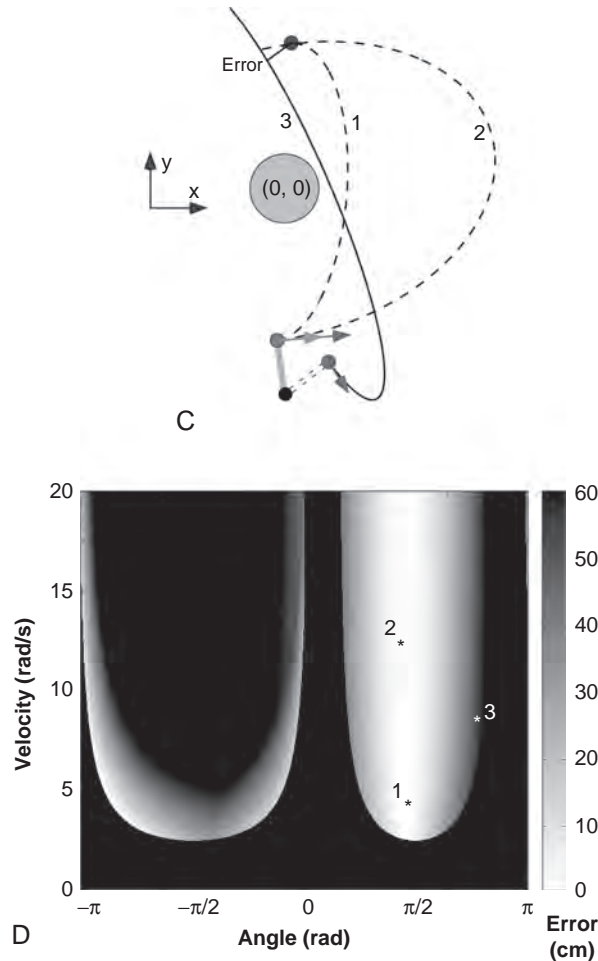 Error
1
2
3
y
x
(0, 0)
C
20
15
10
5
0
Velocity (rad/s)
2
3
1
60
50
40
30
20
10
0
−π
−π/2
0
π/2
π
D
Angle (rad)
Error
(cm)